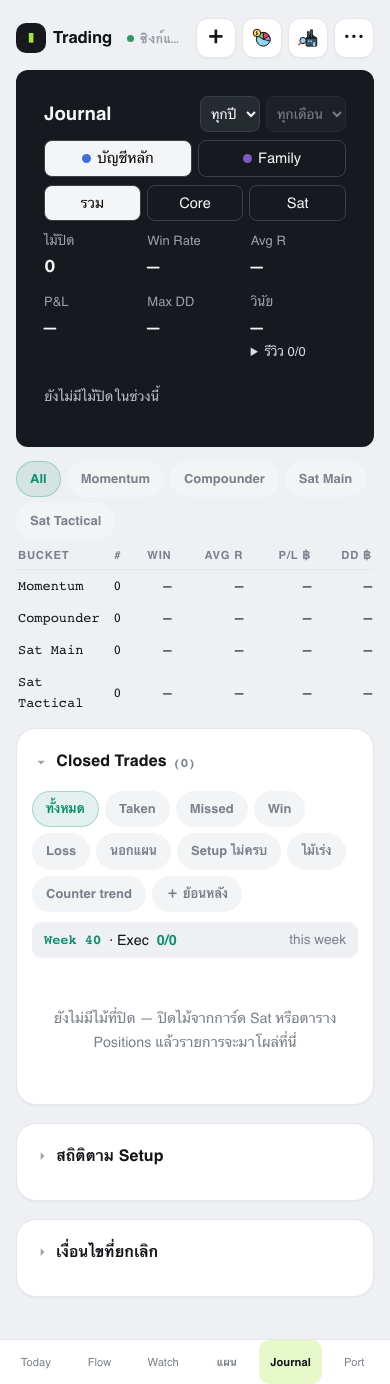 Trading ซิงก์แ...
Journal ทุกปี ทุกเดือน
บัญชีหลัก Family
รวม Core Sat
ไม้ปิด Win Rate Avg R
0 — —
P&L Max DD วินัย
— — —
▶ รีวิว 0/0
ยังไม่มีไม้ปิดในช่วงนี้
All Momentum Compounder Sat Main
Sat Tactical
BUCKET # WIN AVG R P/L ฿ DD ฿
Momentum 0 — — — —
Compounder 0 — — — —
Sat Main 0 — — — —
Sat
Tactical 0 — — — —
Closed Trades (0)
ทั้งหมด Taken Missed Win
Loss นอกแผน Setup ไม่ครบ ไม้เร่ง
Counter trend + ย้อนหลัง
Week 40 · Exec 0/0 this week
ยังไม่มีไม้ที่ปิด — ปิดไม้จากการ์ด Sat หรือตาราง
Positions แล้วรายการจะมาโผล่ที่นี่
สถิติตาม Setup
เงื่อนไขที่ยกเลิก
Today Flow Watch แผน Journal Port